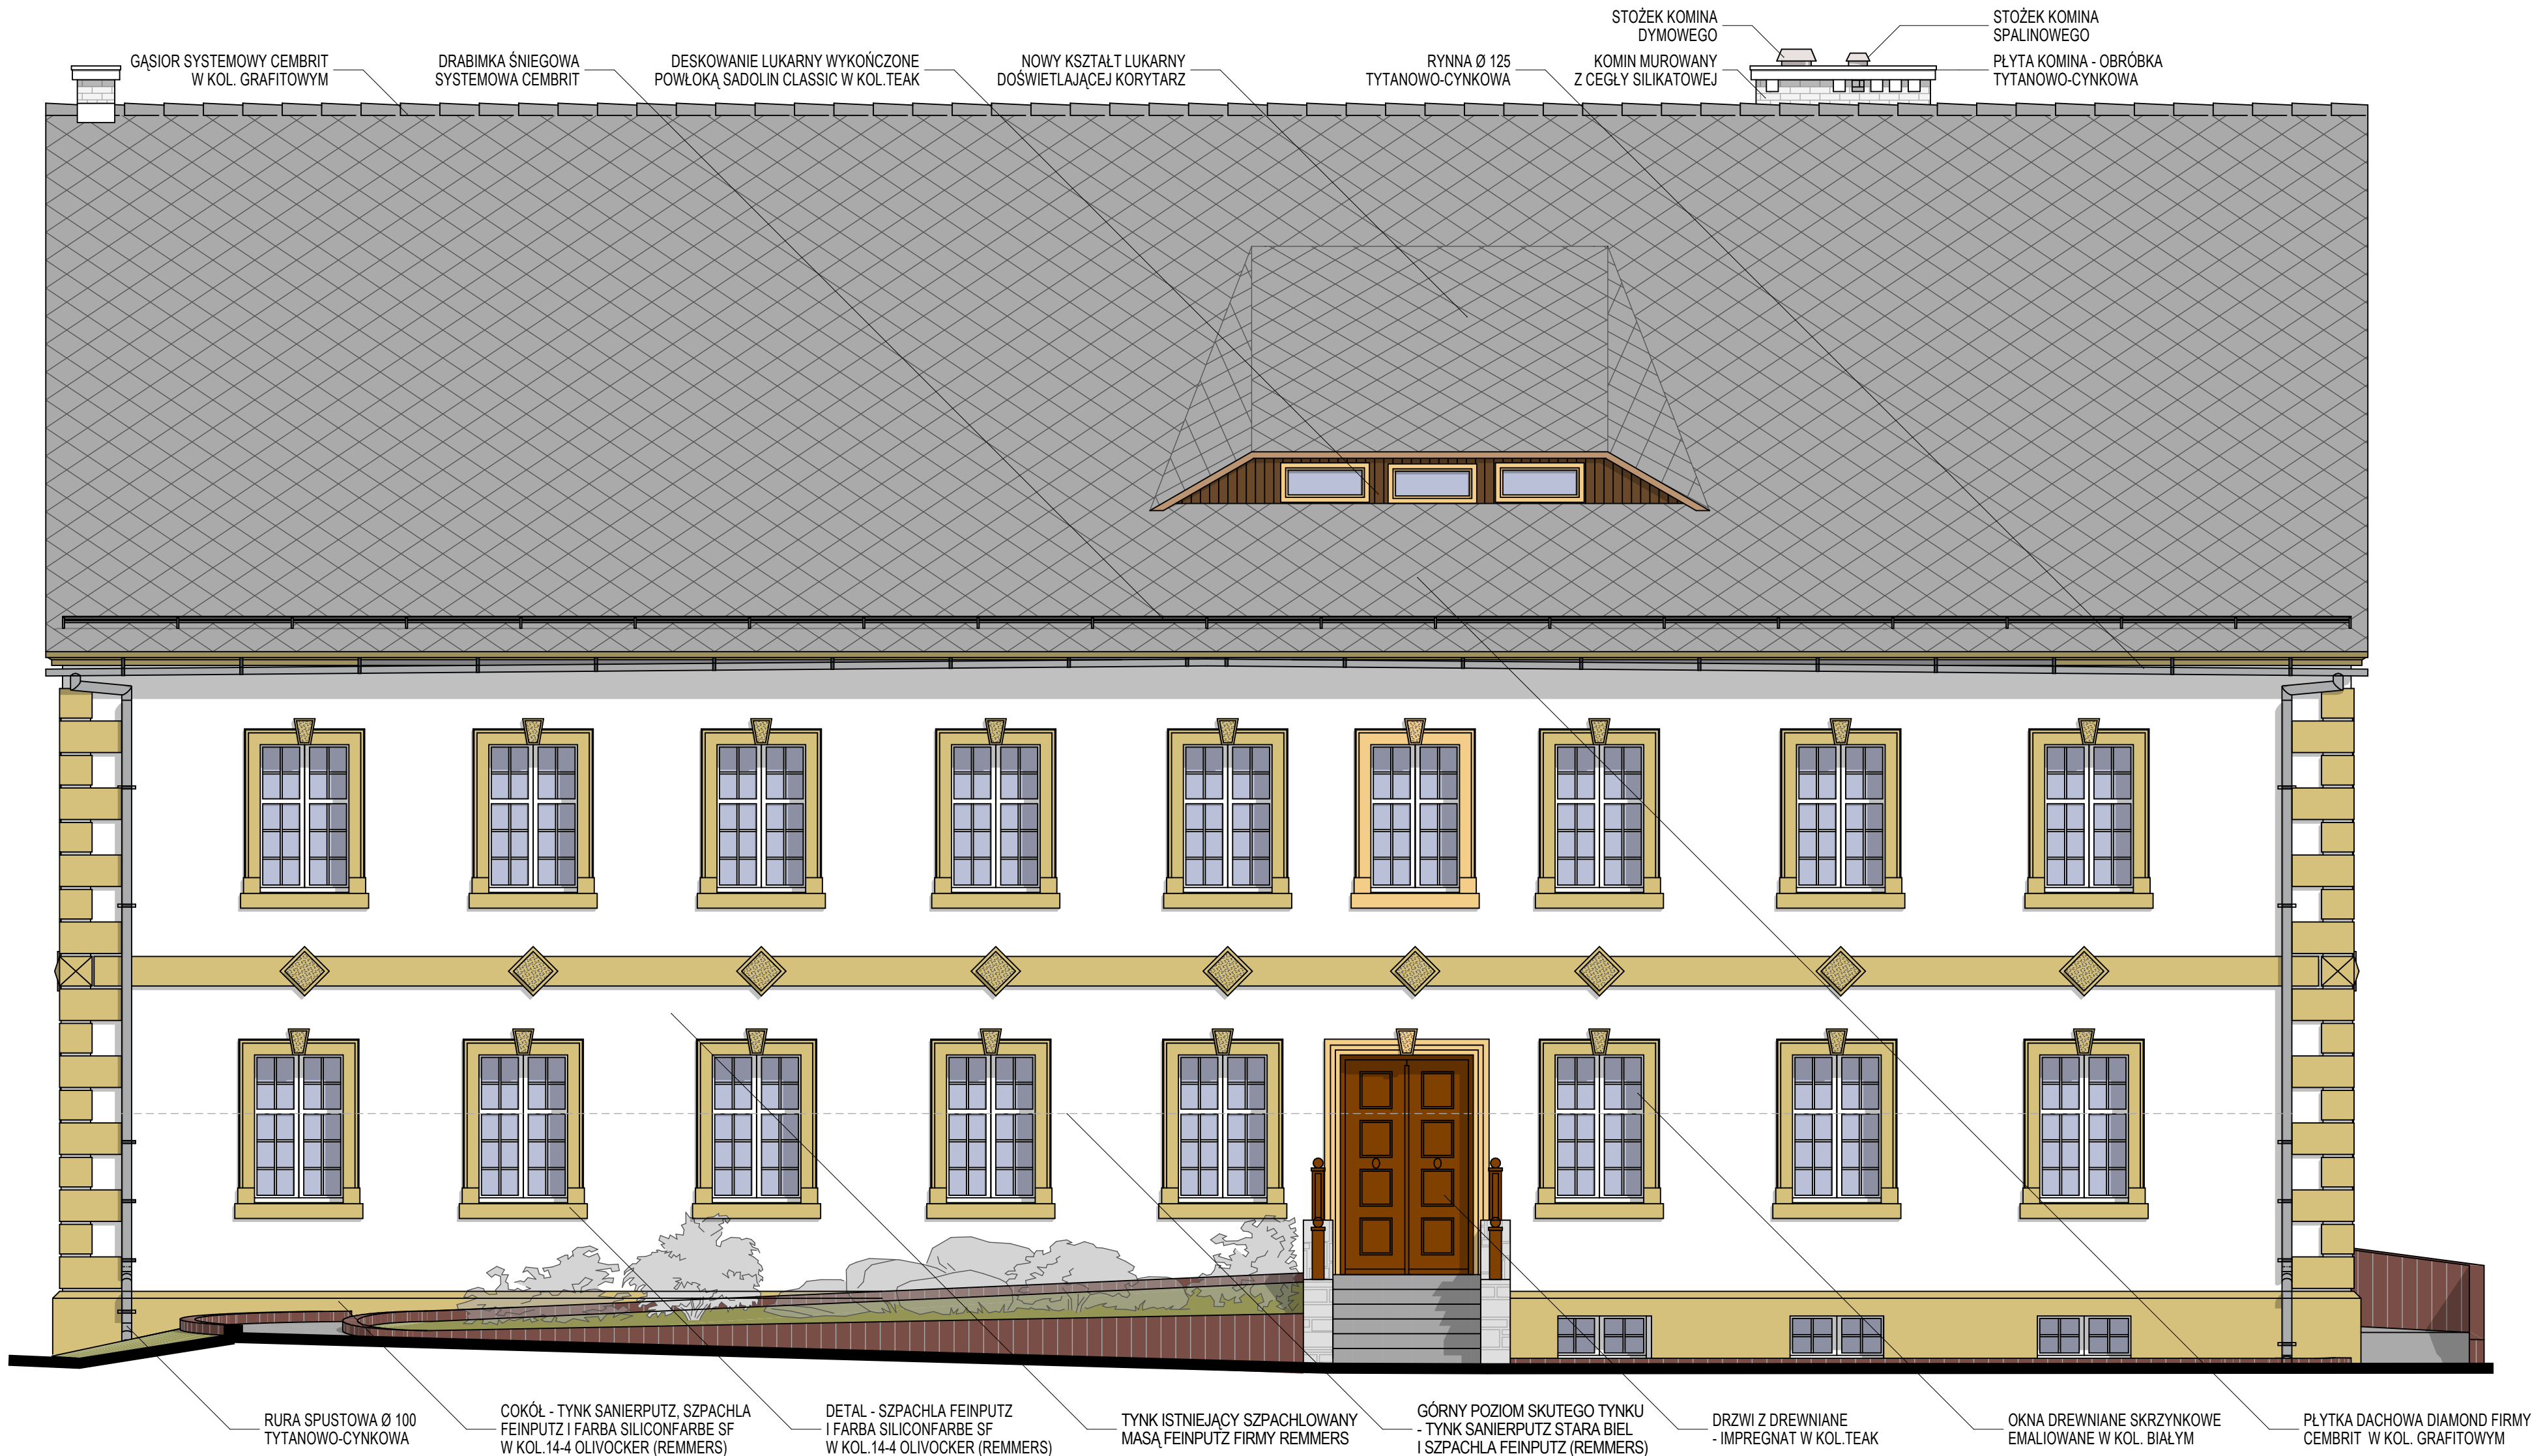 STOŻEK KOMINA
DYMOWEGO
STOŻEK KOMINA
SPALINOWEGO
GĄSIOR SYSTEMOWY CEMBRIT
W KOL. GRAFITOWYM
DRABIMKA ŚNIEGOWA
SYSTEMOWA CEMBRIT
DESKOWANIE LUKARNY WYKOŃCZONE
POWŁOKĄ SADOLIN CLASSIC W KOL.TEAK
NOWY KSZTAŁT LUKARNY
DOŚWIETLAJĄCEJ KORYTARZ
RYNNA Ø 125
TYTANOWO-CYNKOWA
KOMIN MUROWANY
Z CEGŁY SILIKATOWEJ
PŁYTA KOMINA - OBRÓBKA
TYTANOWO-CYNKOWA
RURA SPUSTOWA Ø 100
TYTANOWO-CYNKOWA
COKÓŁ - TYNK SANIERPUTZ, SZPACHLA
FEINPUTZ I FARBA SILICONFARBE SF
W KOL.14-4 OLIVOCKER (REMMERS)
DETAL - SZPACHLA FEINPUTZ
I FARBA SILICONFARBE SF
W KOL.14-4 OLIVOCKER (REMMERS)
TYNK ISTNIEJĄCY SZPACHLOWANY
MASĄ FEINPUTZ FIRMY REMMERS
GÓRNY POZIOM SKUTEGO TYNKU
- TYNK SANIERPUTZ STARA BIEL
I SZPACHLA FEINPUTZ (REMMERS)
DRZWI Z DREWNIANE
- IMPREGNAT W KOL.TEAK
OKNA DREWNIANE SKRZYNKOWE
EMALIOWANE W KOL. BIAŁYM
PŁYTKA DACHOWA DIAMOND FIRMY
CEMBRIT W KOL. GRAFITOWYM